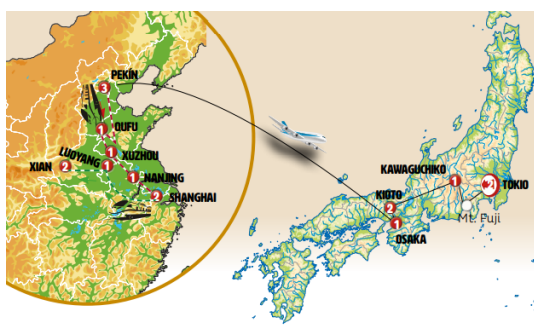 PEKÍN
3
QUFU
1
XUZHOU
1
LUOYANG
1
XIAN
2
NANJING
1
SHANGHAI
2
KAWAGUCHIKO
1
TOKIO
KIOTO
2
Mt. Fuji
1
OSAKA